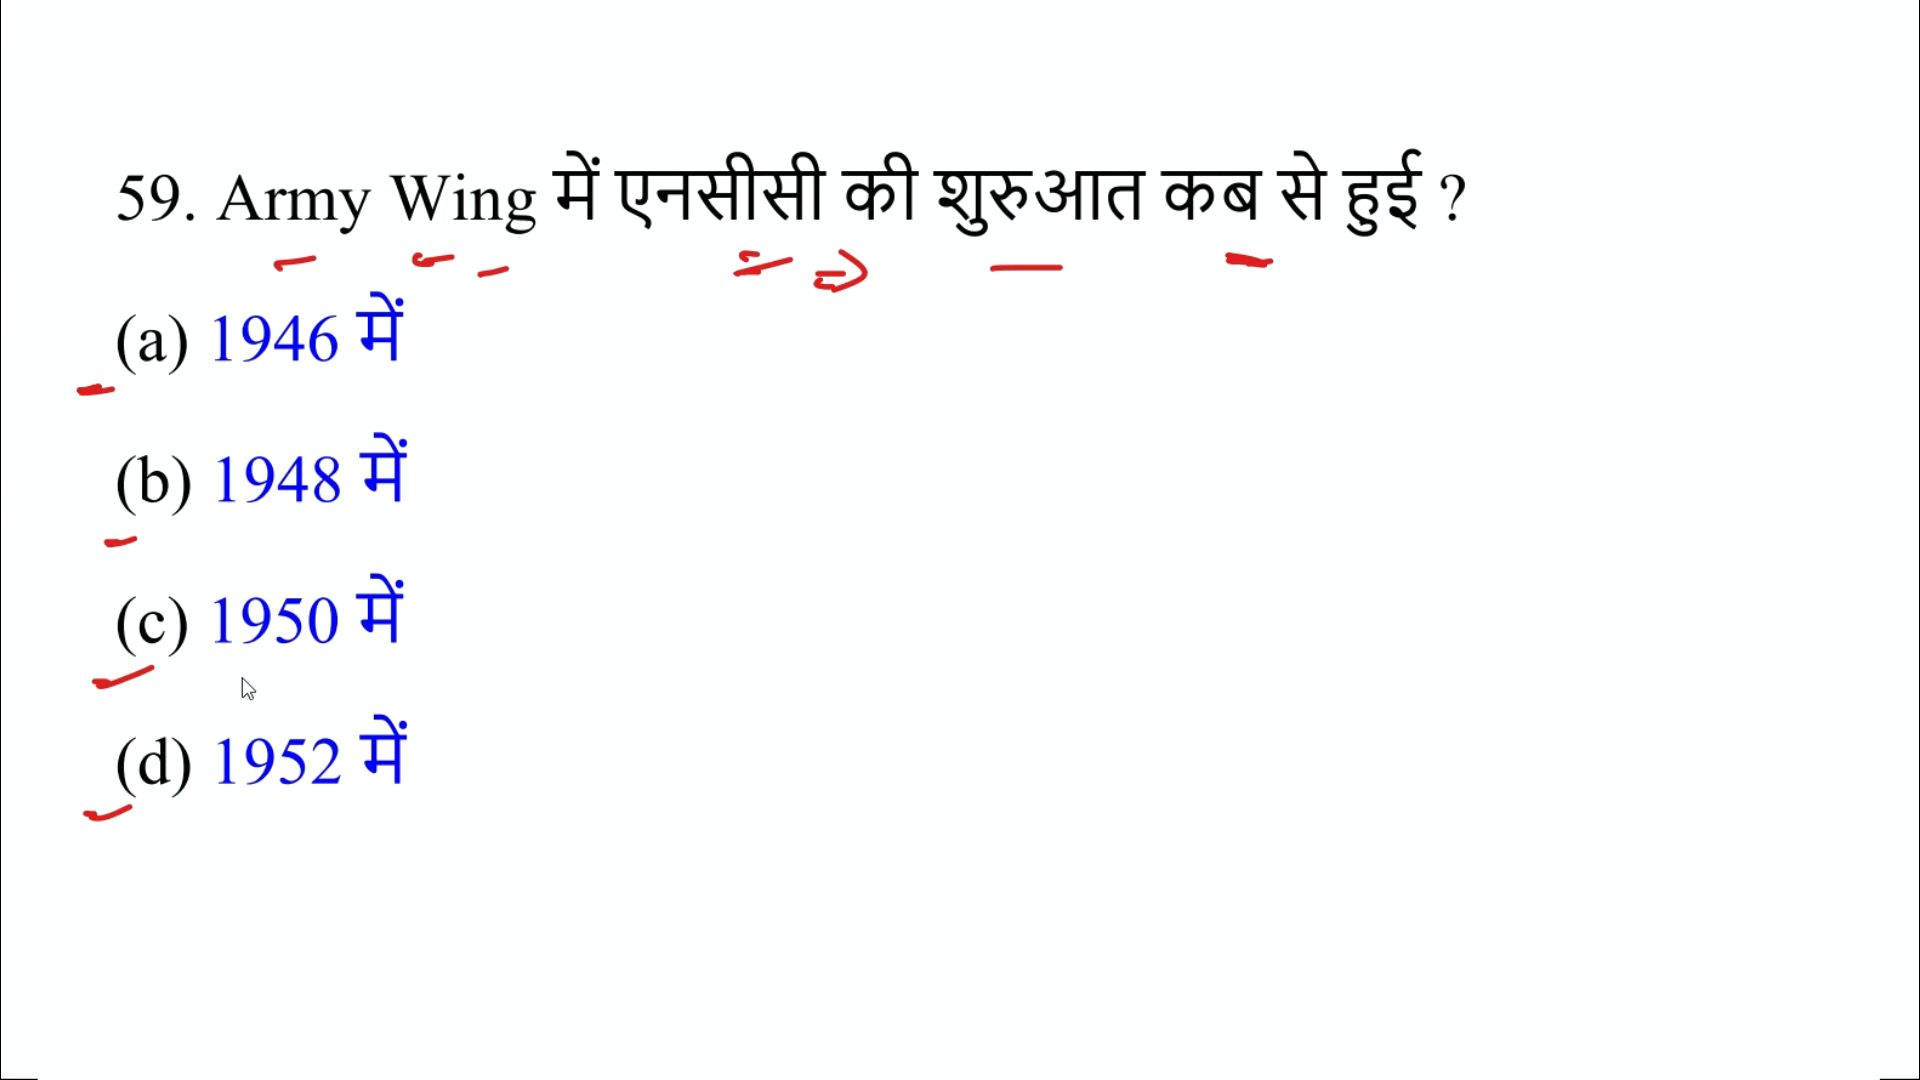 59. Army Wing में एनसीसी की शुरुआत कब से हुई ?
(a) 1946 में
(b) 1948 में
(c) 1950 में
(d) 1952 में